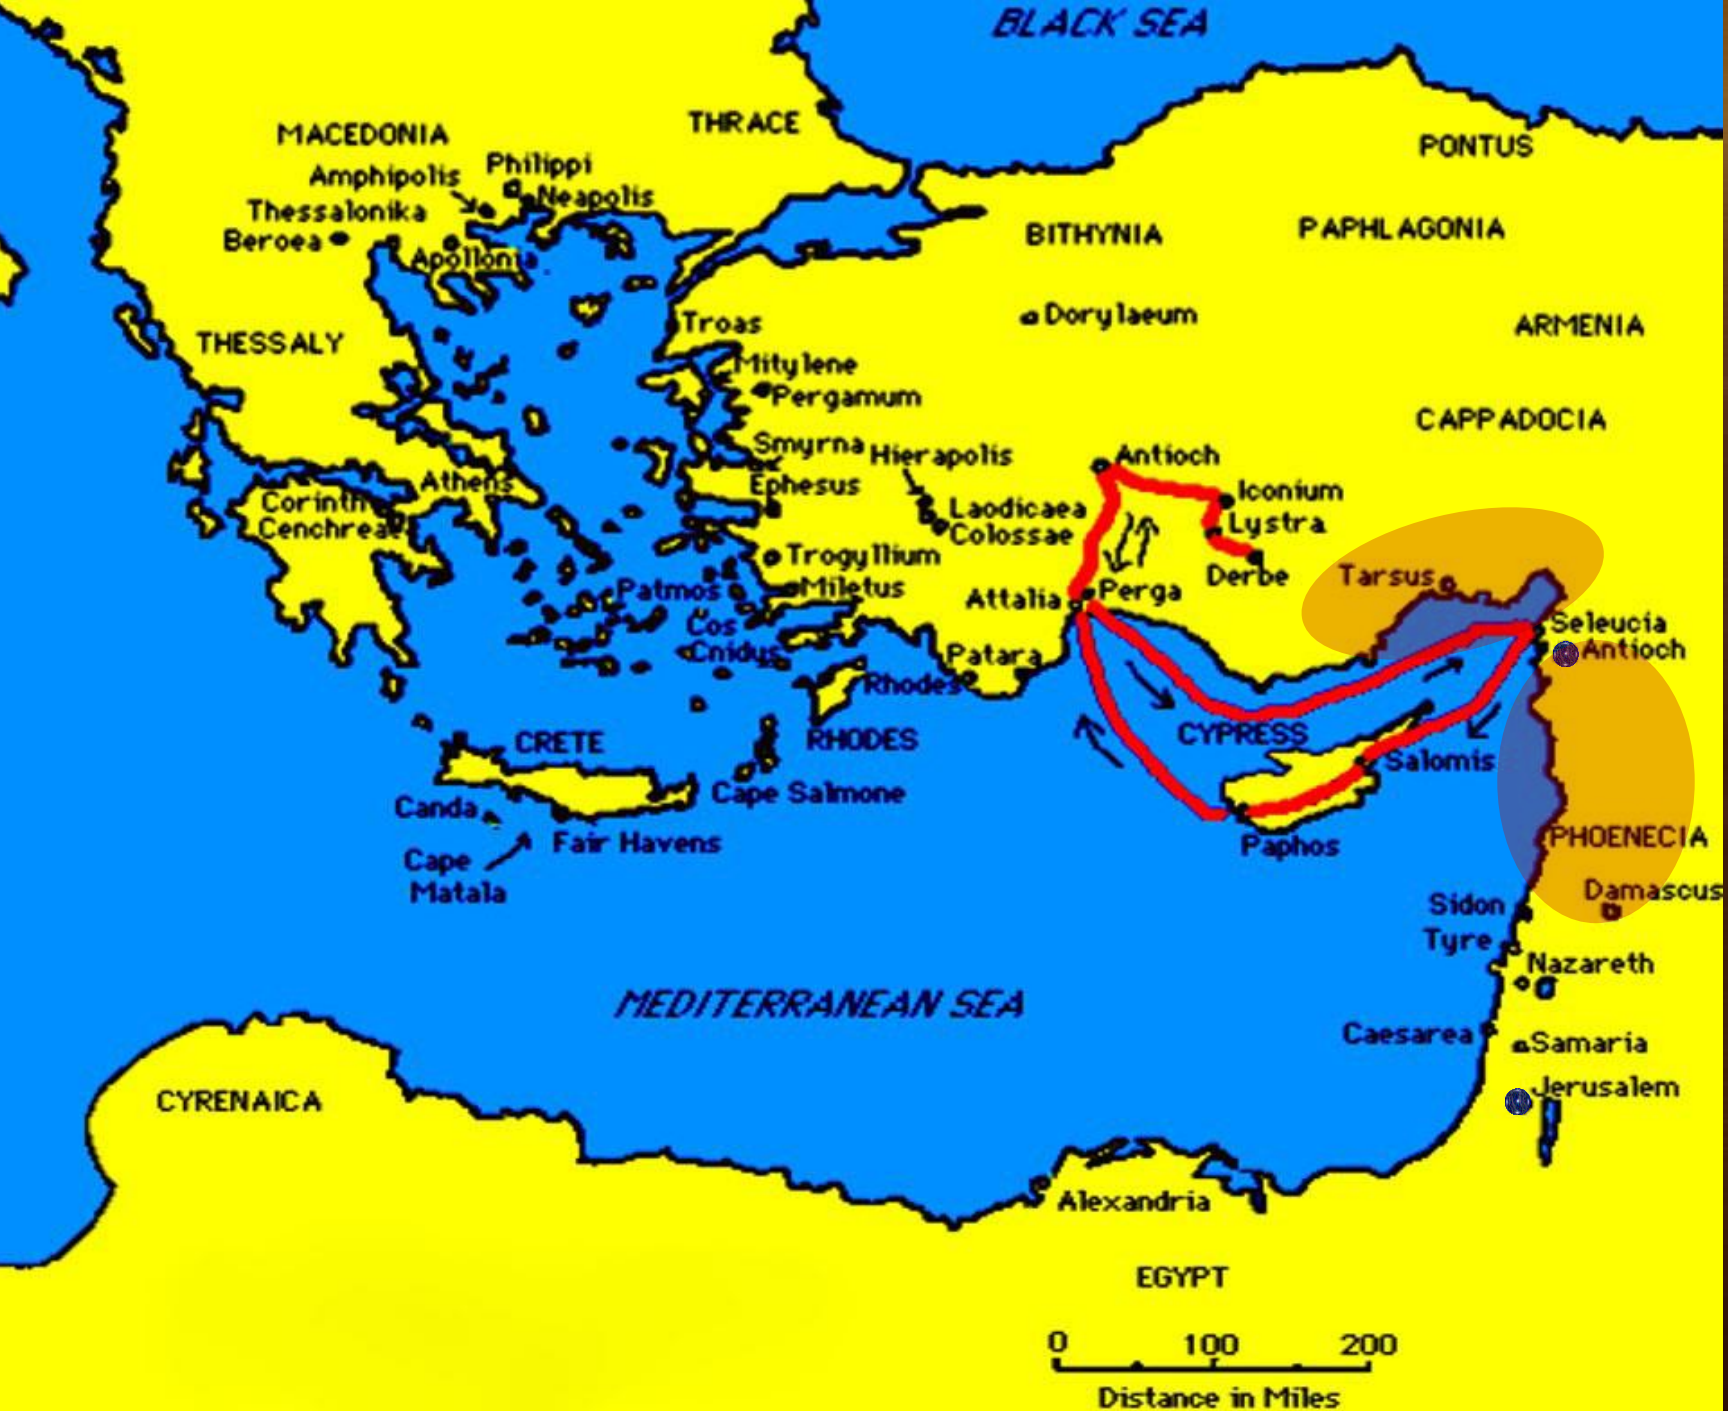 BLACK SEA
THRACE
MACEDONIA
PONTUS
Philippi
Amphipolis
Neapolis
Thessalonika
Beroea
BITHYNIA
PAPHLAGONIA
Apollonia
Dorylaeum
Troas
ARMENIA
THESSALY
Mitylene
Pergamum
CAPPADOCIA
Smyrna
Hierapolis
Antioch
Athens
Ephesus
Iconium
Corinth
Laodicaea
Lystra
Cenchreae
Colossae
Trogyllium
Derbe
Tarsus
Patmos
Miletus
Attalia
Perga
Cos
Seleucia
Cnidus
Patara
Antioch
Rhodes
CRETE
RHODES
CYPRESS
Salomis
Canda
Cape Salmone
Fair Havens
Paphos
PHOENECIA
Cape
Matala
Damascus
Sidon
Tyre
Nazareth
MEDITERRANEAN SEA
Caesarea
Samaria
CYRENAICA
Jerusalem
Alexandria
EGYPT
0 100 200
Distance in Miles